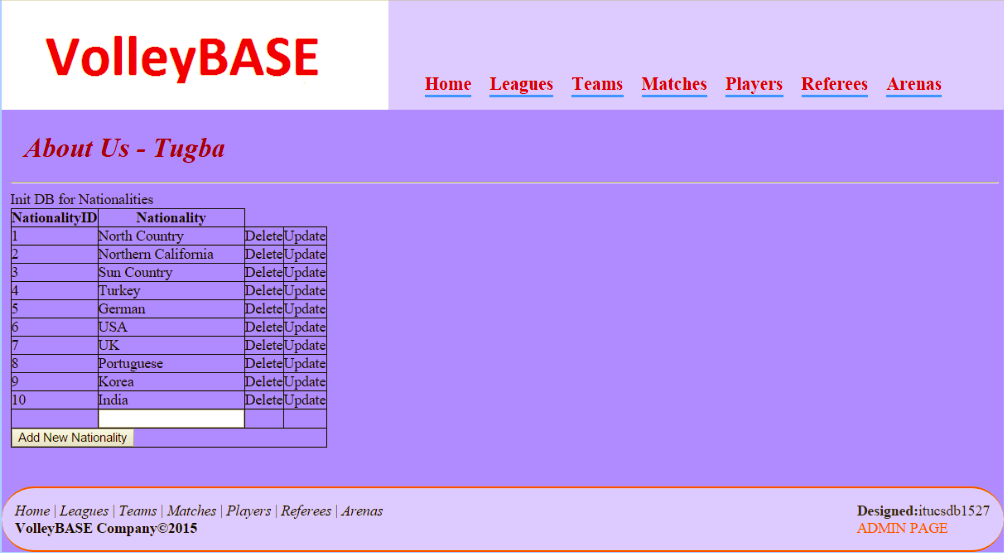 VolleyBASE
Home Leagues Teams Matches Players Referees Arenas
About Us - Tugba
Init DB for Nationalities
NationalityID Nationality
1 North Country Delete Update
2 Northern California Delete Update
3 Sun Country Delete Update
4 Turkey Delete Update
5 German Delete Update
6 USA Delete Update
7 UK Delete Update
8 Portuguese Delete Update
9 Korea Delete Update
10 India Delete Update
Add New Nationality
Home | Leagues | Teams | Matches | Players | Referees | Arenas Designed:itucsdb1527
VolleyBASE Company©2015 ADMIN PAGE